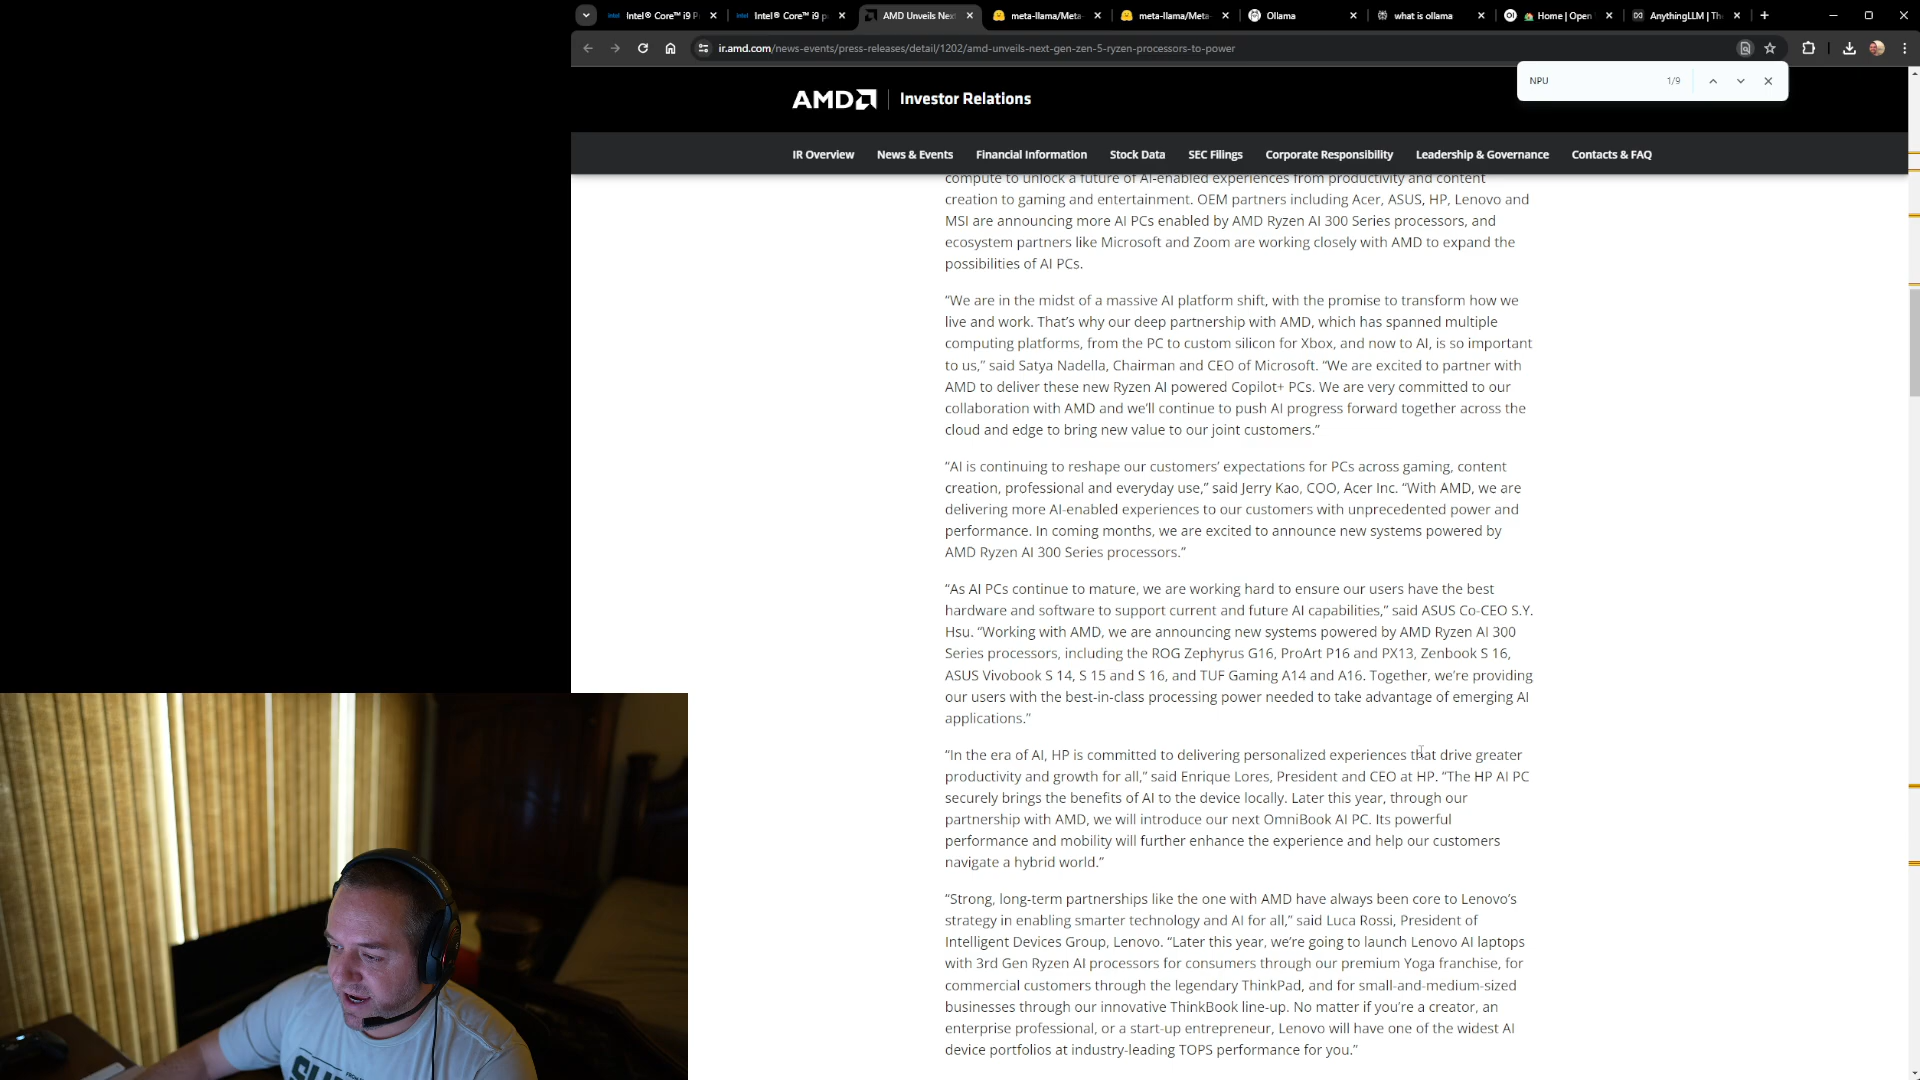 Intel® Core™ i9 P
Intel® Core™ i9 p
AMD Unveils Nex
meta-llama/Meta-
meta-llama/Meta-
Ollama
what is ollama
Home | Open
AnythingLLM | Th
ir.amd.com/news-events/press-releases/detail/1202/amd-unveils-next-gen-zen-5-ryzen-processors-to-power
NPU 1/9
AMD Investor Relations
IR Overview News & Events Financial Information Stock Data SEC Filings Corporate Responsibility Leadership & Governance Contacts & FAQ
compute to unlock a future of AI-enabled experiences from productivity and content
creation to gaming and entertainment. OEM partners including Acer, ASUS, HP, Lenovo and
MSI are announcing more AI PCs enabled by AMD Ryzen AI 300 Series processors, and
ecosystem partners like Microsoft and Zoom are working closely with AMD to expand the
possibilities of AI PCs.
“We are in the midst of a massive AI platform shift, with the promise to transform how we
live and work. That’s why our deep partnership with AMD, which has spanned multiple
computing platforms, from the PC to custom silicon for Xbox, and now to AI, is so important
to us,” said Satya Nadella, Chairman and CEO of Microsoft. “We are excited to partner with
AMD to deliver these new Ryzen AI powered Copilot+ PCs. We are very committed to our
collaboration with AMD and we’ll continue to push AI progress forward together across the
cloud and edge to bring new value to our joint customers.”
“AI is continuing to reshape our customers’ expectations for PCs across gaming, content
creation, professional and everyday use,” said Jerry Kao, COO, Acer Inc. “With AMD, we are
delivering more AI-enabled experiences to our customers with unprecedented power and
performance. In coming months, we are excited to announce new systems powered by
AMD Ryzen AI 300 Series processors.”
“As AI PCs continue to mature, we are working hard to ensure our users have the best
hardware and software to support current and future AI capabilities,” said ASUS Co-CEO S.Y.
Hsu. “Working with AMD, we are announcing new systems powered by AMD Ryzen AI 300
Series processors, including the ROG Zephyrus G16, ProArt P16 and PX13, Zenbook S 16,
ASUS Vivobook S 14, S 15 and S 16, and TUF Gaming A14 and A16. Together, we’re providing
our users with the best-in-class processing power needed to take advantage of emerging AI
applications.”
“In the era of AI, HP is committed to delivering personalized experiences that drive greater
productivity and growth for all,” said Enrique Lores, President and CEO at HP. “The HP AI PC
securely brings the benefits of AI to the device locally. Later this year, through our
partnership with AMD, we will introduce our next OmniBook AI PC. Its powerful
performance and mobility will further enhance the experience and help our customers
navigate a hybrid world.”
“Strong, long-term partnerships like the one with AMD have always been core to Lenovo’s
strategy in enabling smarter technology and AI for all,” said Luca Rossi, President of
Intelligent Devices Group, Lenovo. “Later this year, we’re going to launch Lenovo AI laptops
with 3rd Gen Ryzen AI processors for consumers through our premium Yoga franchise, for
commercial customers through the legendary ThinkPad, and for small-and-medium-sized
businesses through our innovative ThinkBook line-up. No matter if you’re a creator, an
enterprise professional, or a start-up entrepreneur, Lenovo will have one of the widest AI
device portfolios at industry-leading TOPS performance for you.”